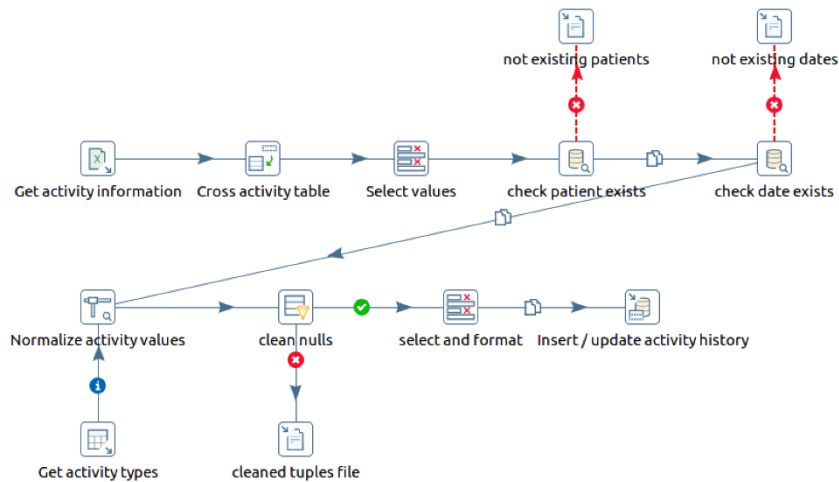 not existing patients
not existing dates
Get activity information
Cross activity table
Select values
check patient exists
check date exists
Normalize activity values
clean nulls
select and format
Insert / update activity history
Get activity types
cleaned tuples file